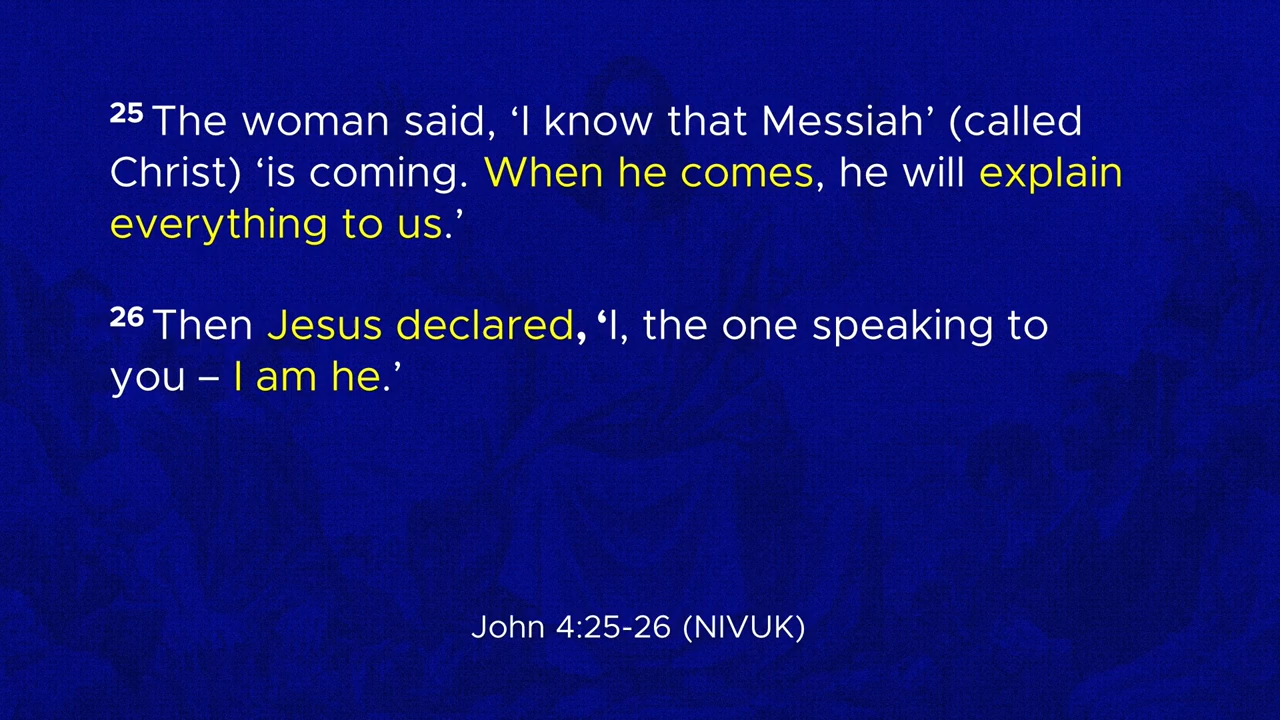 25 The woman said, ‘I know that Messiah’ (called
Christ) ‘is coming. When he comes, he will explain
everything to us.’
26 Then Jesus declared, ‘I, the one speaking to
you – I am he.’
John 4:25-26 (NIVUK)